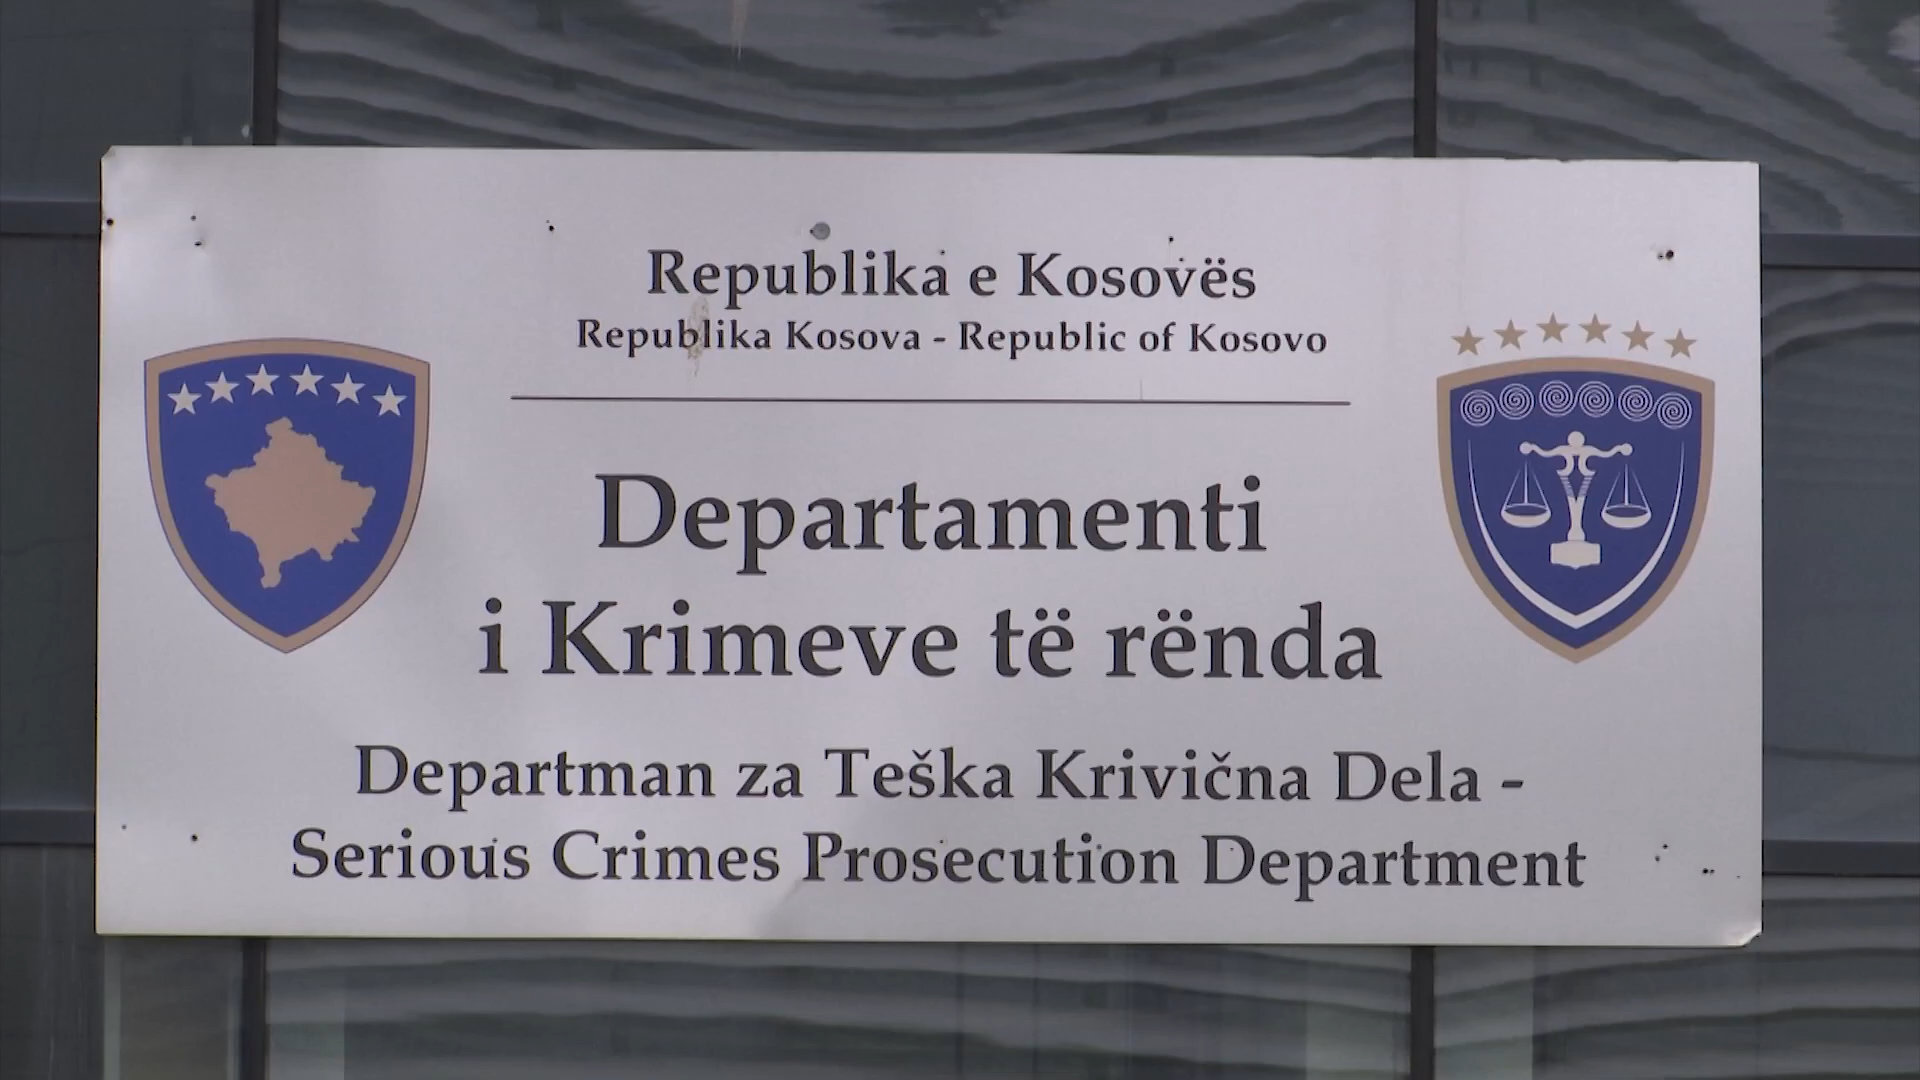 Republika e Kosovës
Republika Kosova - Republic of Kosovo
Departamenti
i Krimeve të rënda
Departman za Teška Krivična Dela -
Serious Crimes Prosecution Department